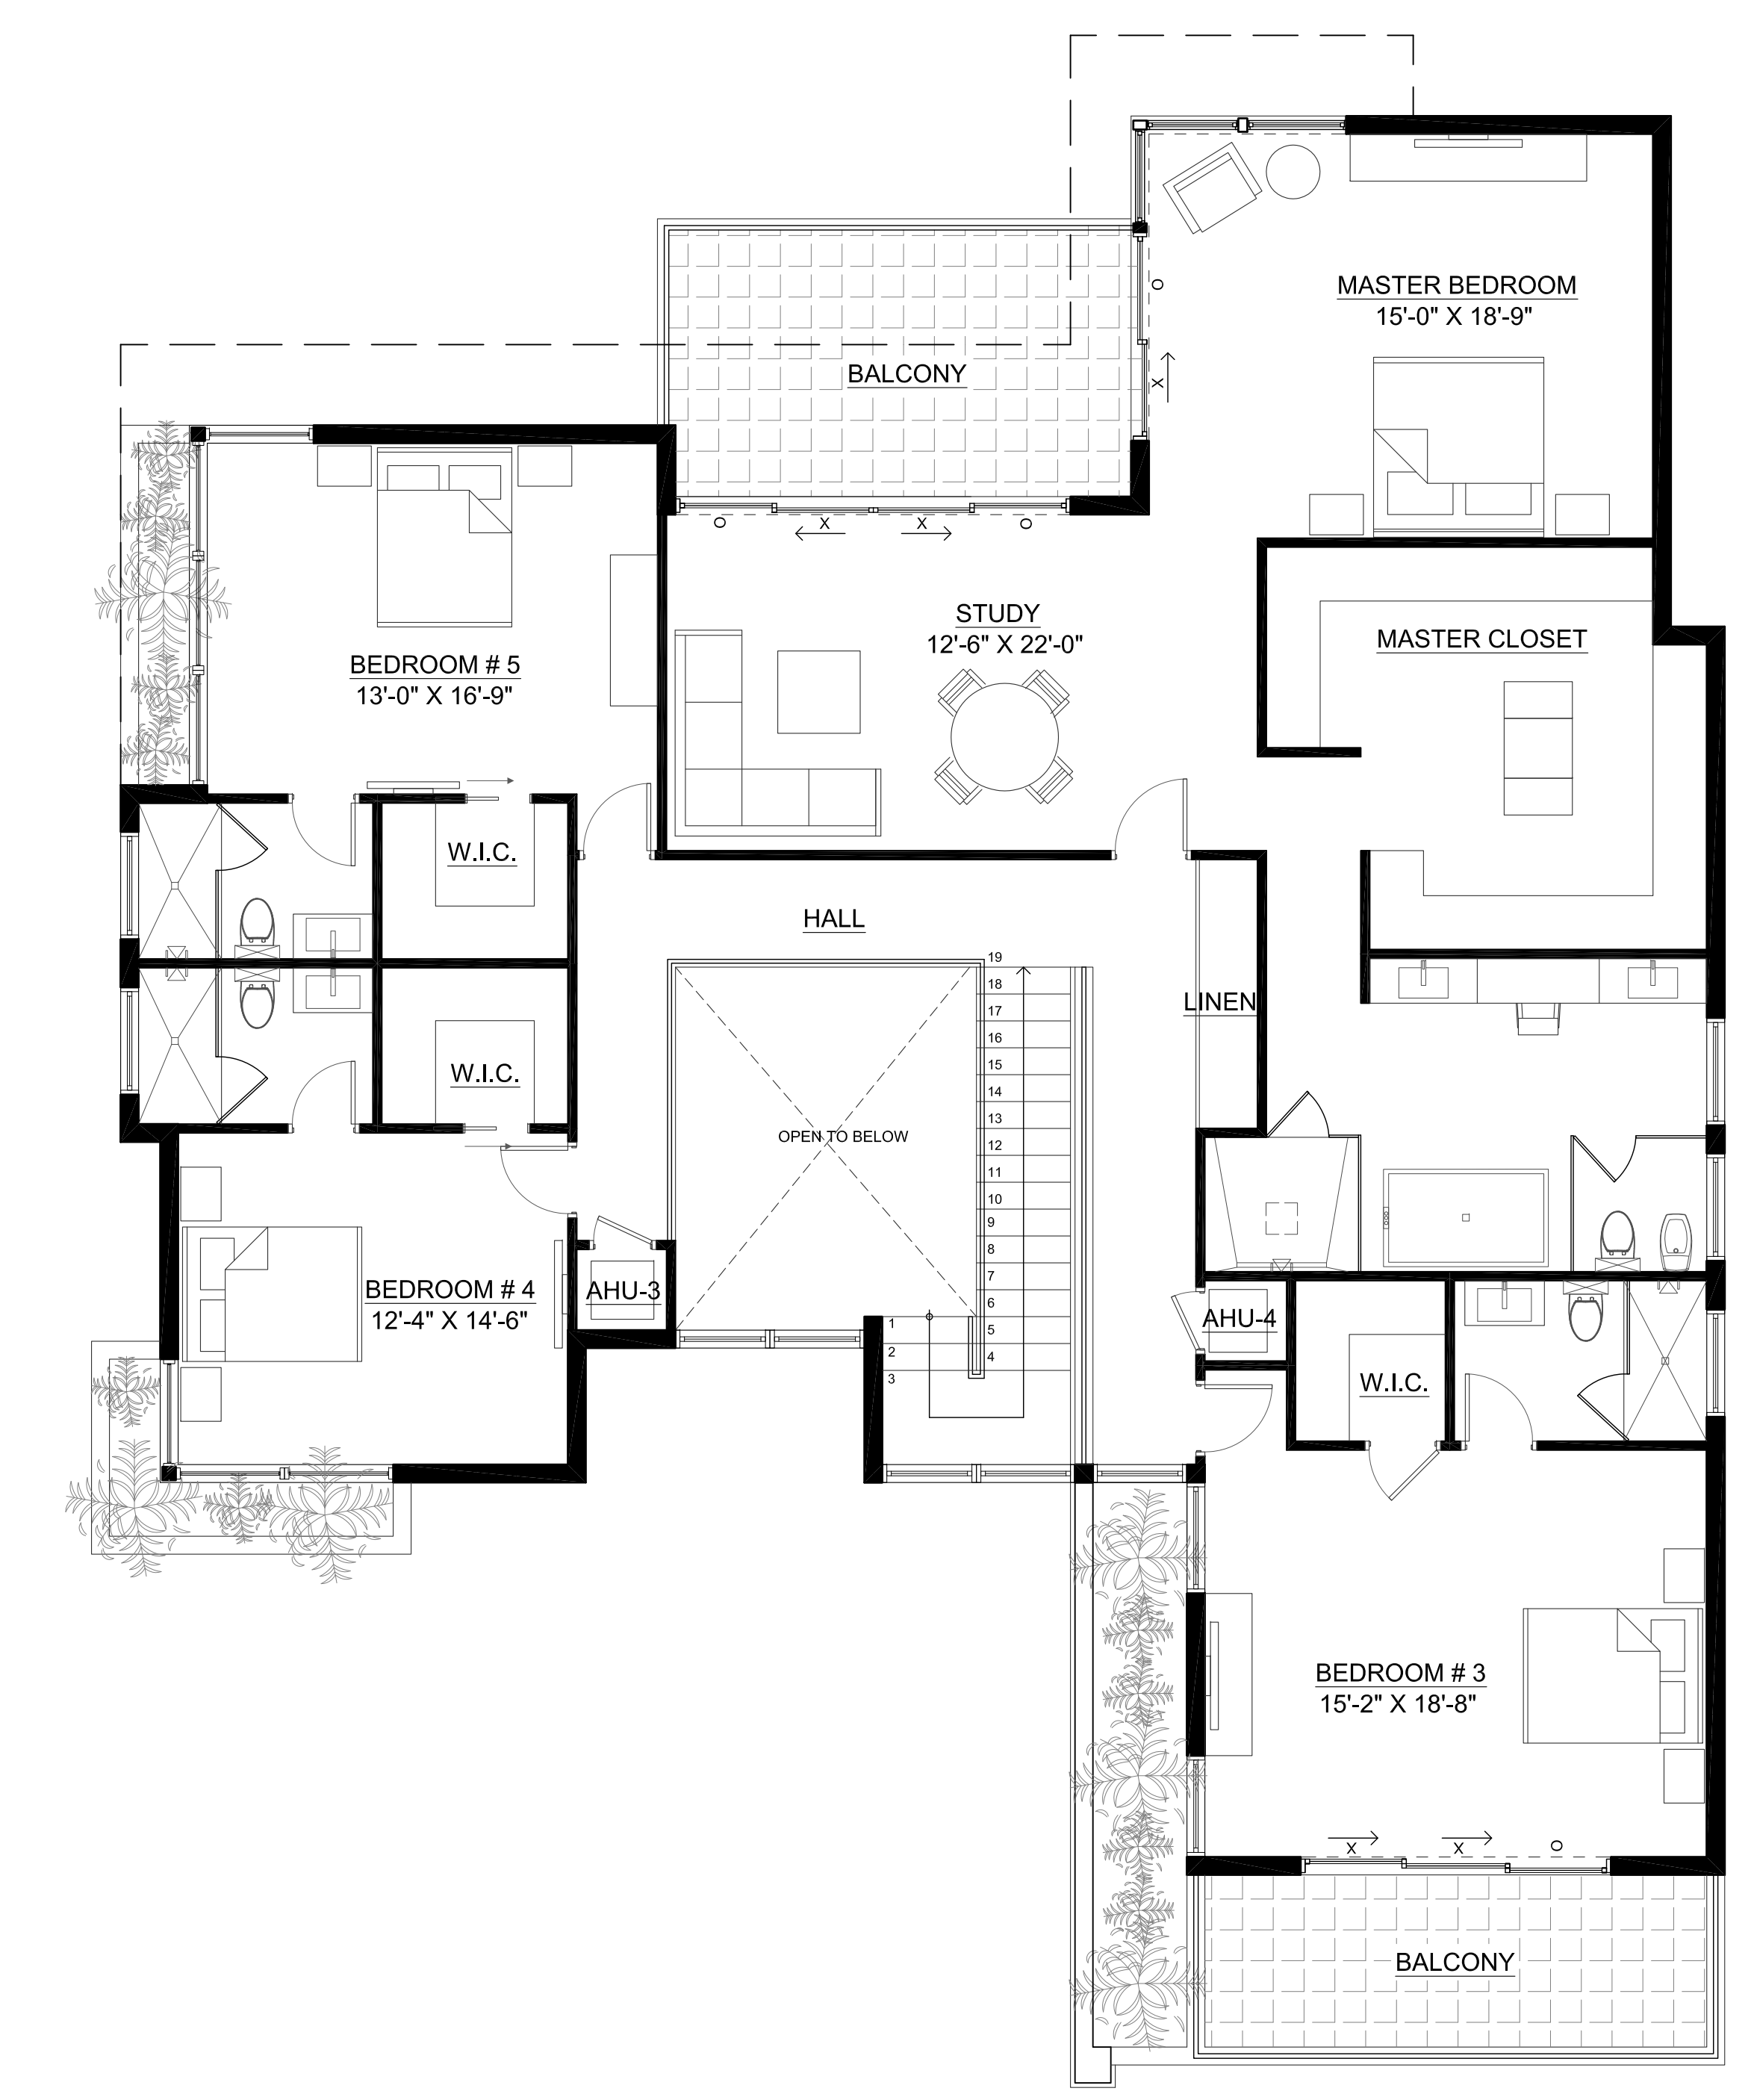 MASTER BEDROOM
15'-0" X 18'-9"
O
X
BALCONY
O
X
X
O
STUDY
12'-6" X 22'-0"
MASTER CLOSET
BEDROOM # 5
13'-0" X 16'-9"
W.I.C.
HALL
19
18
17
16
15
14
13
12
11
10
9
8
7
6
5
4
1
2
3
LINEN
W.I.C.
OPEN TO BELOW
BEDROOM # 4
12'-4" X 14'-6"
AHU-3
AHU-4
W.I.C.
BEDROOM # 3
15'-2" X 18'-8"
X
X
O
BALCONY